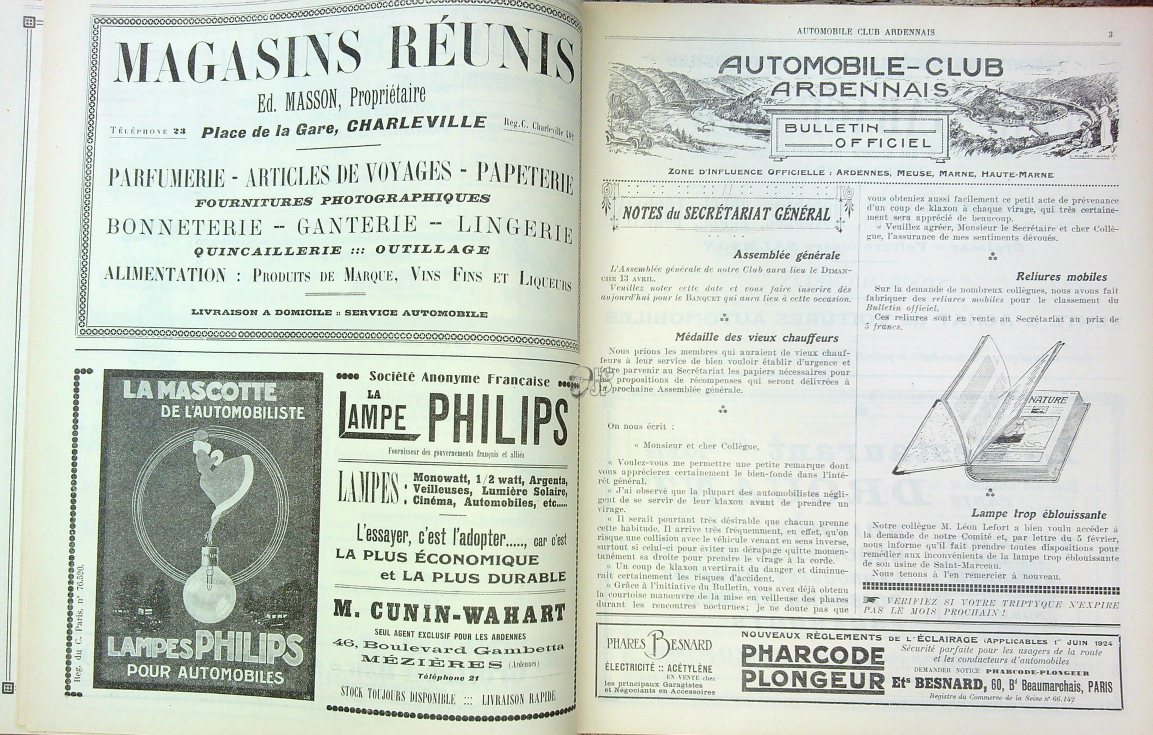 MAGASINS RÉUNIS
Ed. MASSON, Propriétaire
TÉLÉPHONE 23 Place de la Gare, CHARLEVILLE Reg. C. Charleville
PARFUMERIE - ARTICLES DE VOYAGES - PAPETERIE
FOURNITURES PHOTOGRAPHIQUES
BONNETERIE -- GANTERIE -- LINGERIE
QUINCAILLERIE ::: OUTILLAGE
ALIMENTATION : PRODUITS DE MARQUE, VINS FINS ET LIQUEURS
LIVRAISON A DOMICILE :: SERVICE AUTOMOBILE
Reg. du C. Paris, n° 76.520.
LA MASCOTTE
DE L'AUTOMOBILISTE
LAMPES PHILIPS
POUR AUTOMOBILES
Société Anonyme Française
LA
LAMPE PHILIPS
Fournisseur des gouvernements français et alliés
LAMPES : Monowatt, 1/2 watt, Argenta,
Veilleuses, Lumière Solaire,
Cinéma, Automobiles, etc....
L'essayer, c'est l'adopter....., car c'est
LA PLUS ÉCONOMIQUE
et LA PLUS DURABLE
M. CUNIN-WAHART
SEUL AGENT EXCLUSIF POUR LES ARDENNES
46, Boulevard Gambetta
MÉZIÈRES (Ardennes)
Téléphone 21
STOCK TOUJOURS DISPONIBLE ::: LIVRAISON RAPIDE
AUTOMOBILE CLUB ARDENNAIS 3
AUTOMOBILE-CLUB
ARDENNAIS
BULLETIN
OFFICIEL
ZONE D'INFLUENCE OFFICIELLE : ARDENNES, MEUSE, MARNE, HAUTE-MARNE
NOTES du SECRÉTARIAT GÉNÉRAL
Assemblée générale
L'Assemblée générale de notre Club aura lieu le DIMAN-
CHE 13 AVRIL.
Veuillez noter cette date et vous faire inscrire dès
aujourd'hui pour le BANQUET qui aura lieu à cette occasion.
Médaille des vieux chauffeurs
Nous prions les membres qui auraient de vieux chauf-
feurs à leur service de bien vouloir établir d'urgence et
faire parvenir au Secrétariat les papiers nécessaires pour
propositions de récompenses qui seront délivrées à
la prochaine Assemblée générale.
On nous écrit :
« Monsieur et cher Collègue,
« Voulez-vous me permettre une petite remarque dont
vous apprécierez certainement le bien-fondé dans l'inté-
rêt général.
« J'ai observé que la plupart des automobilistes négli-
gent de se servir de leur klaxon avant de prendre un
virage.
« Il serait pourtant très désirable que chacun prenne
cette habitude. Il arrive très fréquemment, en effet, qu'on
risque une collision avec le véhicule venant en sens inverse,
surtout si celui-ci pour éviter un dérapage quitte momen-
tanément sa droite pour prendre le virage à la corde.
« Un coup de klaxon avertirait du danger et diminue-
rait certainement les risques d'accident.
« Grâce à l'initiative du Bulletin, vous avez déjà obtenu
la courtoise manœuvre de la mise en veilleuse des phares
durant les rencontres nocturnes; je ne doute pas que
vous obteniez aussi facilement ce petit acte de prévenance
d'un coup de klaxon à chaque virage, qui très certaine-
ment sera apprécié de beaucoup.
« Veuillez agréer, Monsieur le Secrétaire et cher Collè-
gue, l'assurance de mes sentiments dévoués.
Reliures mobiles
Sur la demande de nombreux collègues, nous avons fait
fabriquer des reliures mobiles pour le classement du
Bulletin officiel.
Ces reliures sont en vente au Secrétariat au prix de
5 francs.
NATURE
Lampe trop éblouissante
Notre collègue M. Léon Lefort a bien voulu accéder à
la demande de notre Comité et, par lettre du 5 février,
nous informe qu'il fait prendre toutes dispositions pour
remédier aux inconvénients de la lampe trop éblouissante
de son usine de Saint-Marceau.
Nous tenons à l'en remercier à nouveau.
VERIFIEZ SI VOTRE TRIPTYQUE N'EXPIRE
PAS LE MOIS PROCHAIN !
PHARES BESNARD
ÉLECTRICITÉ :: ACÉTYLÈNE
EN VENTE chez
les principaux Garagistes
et Négociants en Accessoires
NOUVEAUX RÈGLEMENTS DE L'ÉCLAIRAGE (APPLICABLES 1er JUIN 1924
PHARCODE
PLONGEUR
Sécurité parfaite pour les usagers de la route
et les conducteurs d'automobiles
DEMANDER NOTICE PHARCODE-PLONGEUR
Ets BESNARD, 60, Bd Beaumarchais, PARIS
Registre du Commerce de la Seine n° 66.142